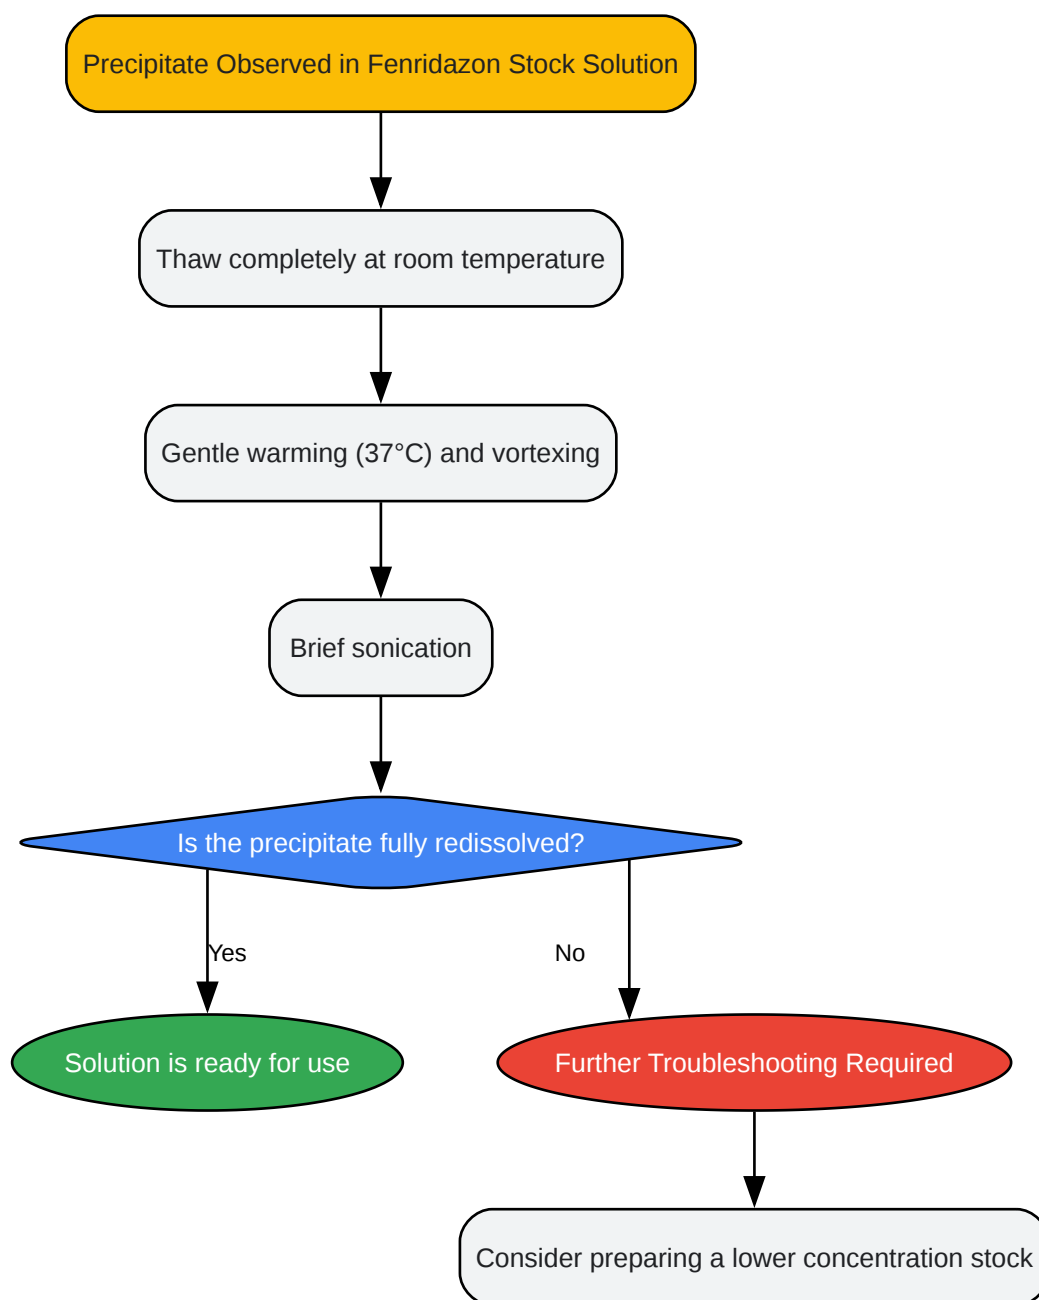 Precipitate Observed in Fenridazon Stock Solution
Thaw completely at room temperature
Gentle warming (37°C) and vortexing
Brief sonication
Is the precipitate fully redissolved?
Yes
No
Solution is ready for use
Further Troubleshooting Required
Consider preparing a lower concentration stock